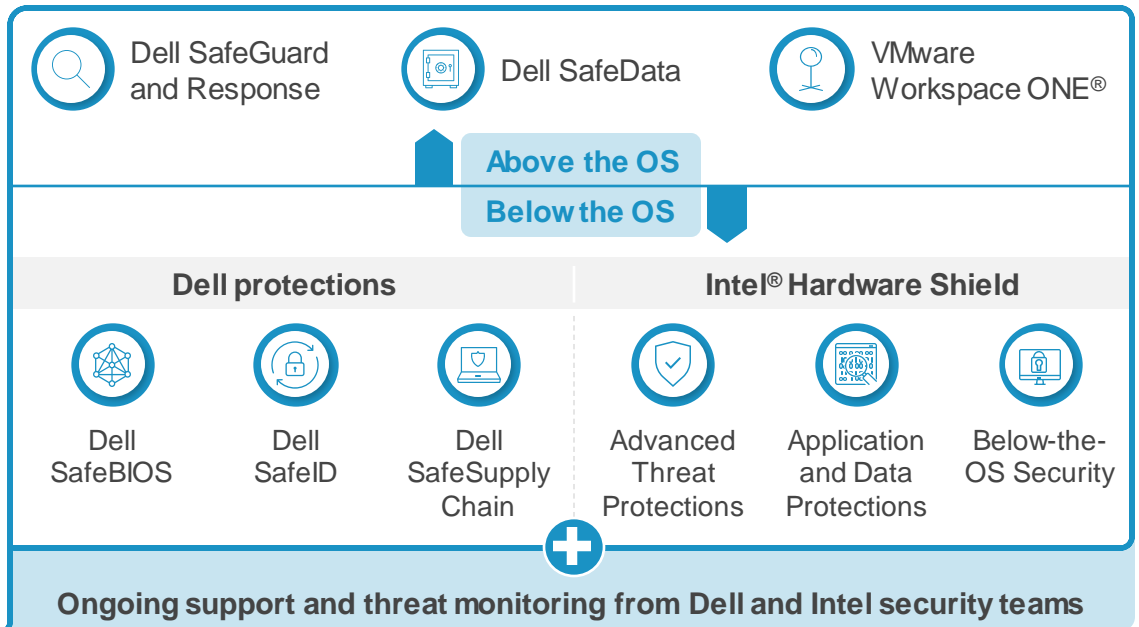 Dell SafeGuard
and Response
Dell SafeData
VMware
Workspace ONE®
Above the OS
Below the OS
Dell protections
Intel® Hardware Shield
Dell
SafeBIOS
Dell
SafeID
Dell
SafeSupply
Chain
Advanced
Threat
Protections
Application
and Data
Protections
Below-the-
OS Security
Ongoing support and threat monitoring from Dell and Intel security teams